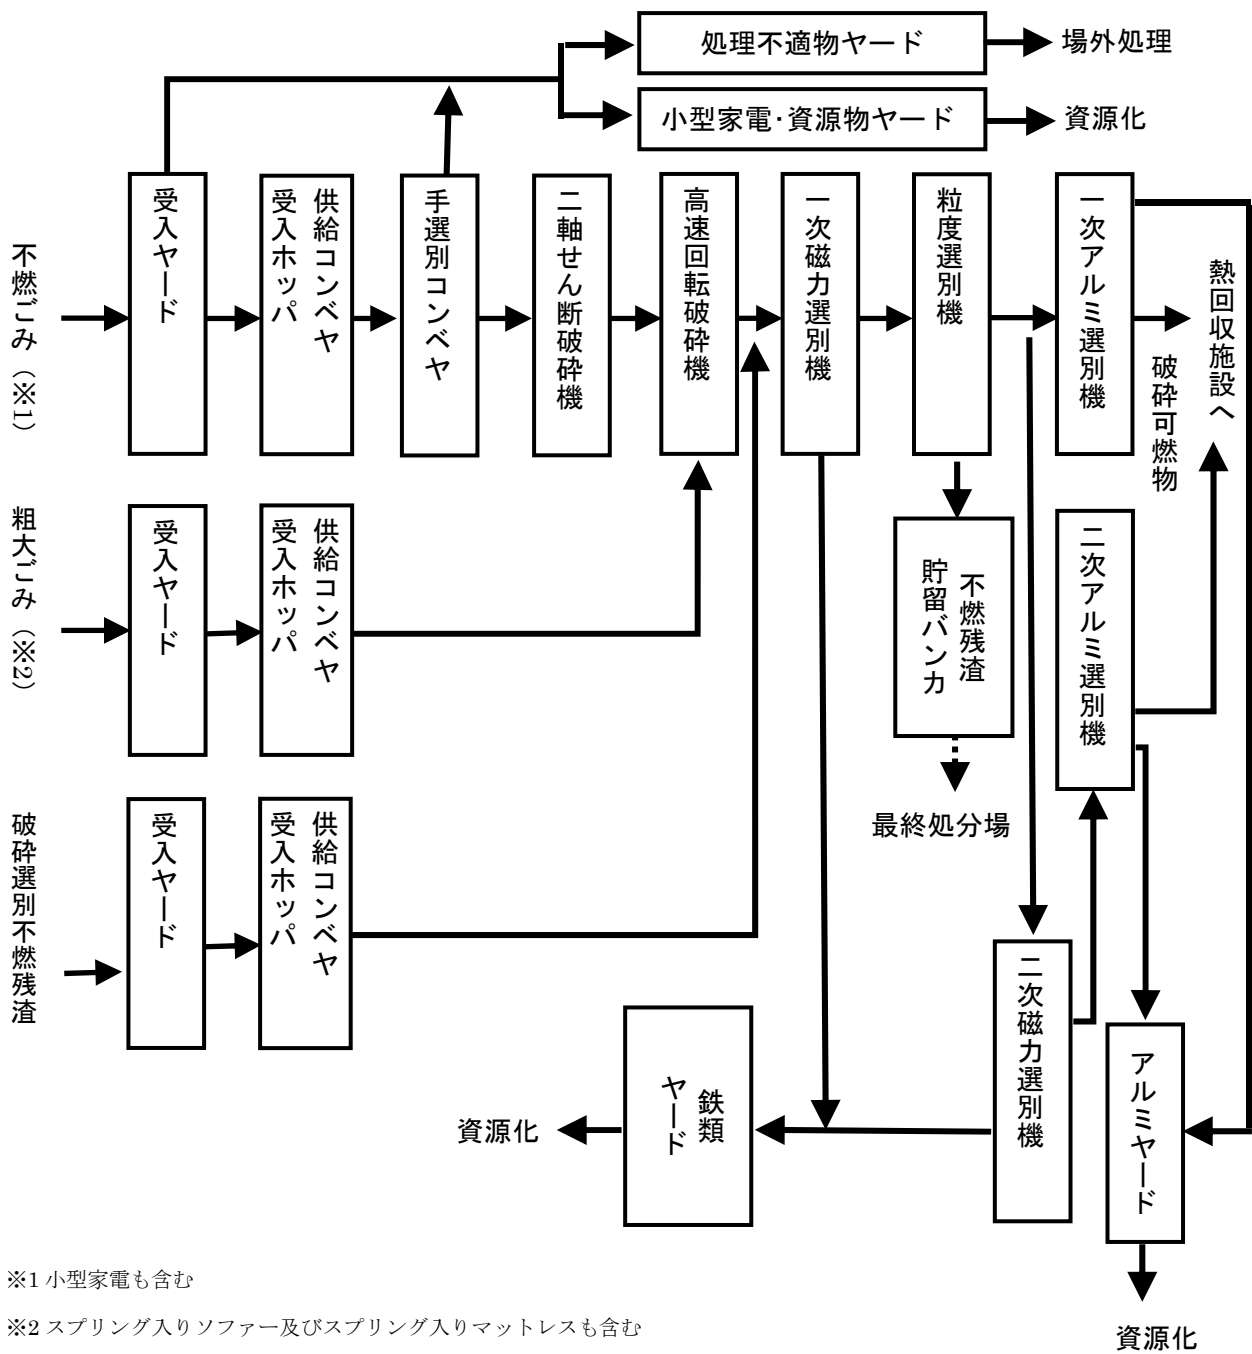 処理不適物ヤード
場外処理
小型家電・資源物ヤード
資源化
不燃ごみ（※1）
受入ヤード
供給コンベヤ
受入ホッパ
手選別コンベヤ
二軸せん断破砕機
高速回転破砕機
一次磁力選別機
粒度選別機
一次アルミ選別機
熱回収施設へ
破砕可燃物
粗大ごみ（※2）
受入ヤード
供給コンベヤ
受入ホッパ
不燃残渣
貯留バンカ
二次アルミ選別機
最終処分場
破砕選別不燃残渣
受入ヤード
供給コンベヤ
受入ホッパ
二次磁力選別機
アルミヤード
鉄類
ヤード
資源化
※1 小型家電も含む
※2 スプリング入りソファー及びスプリング入りマットレスも含む
資源化